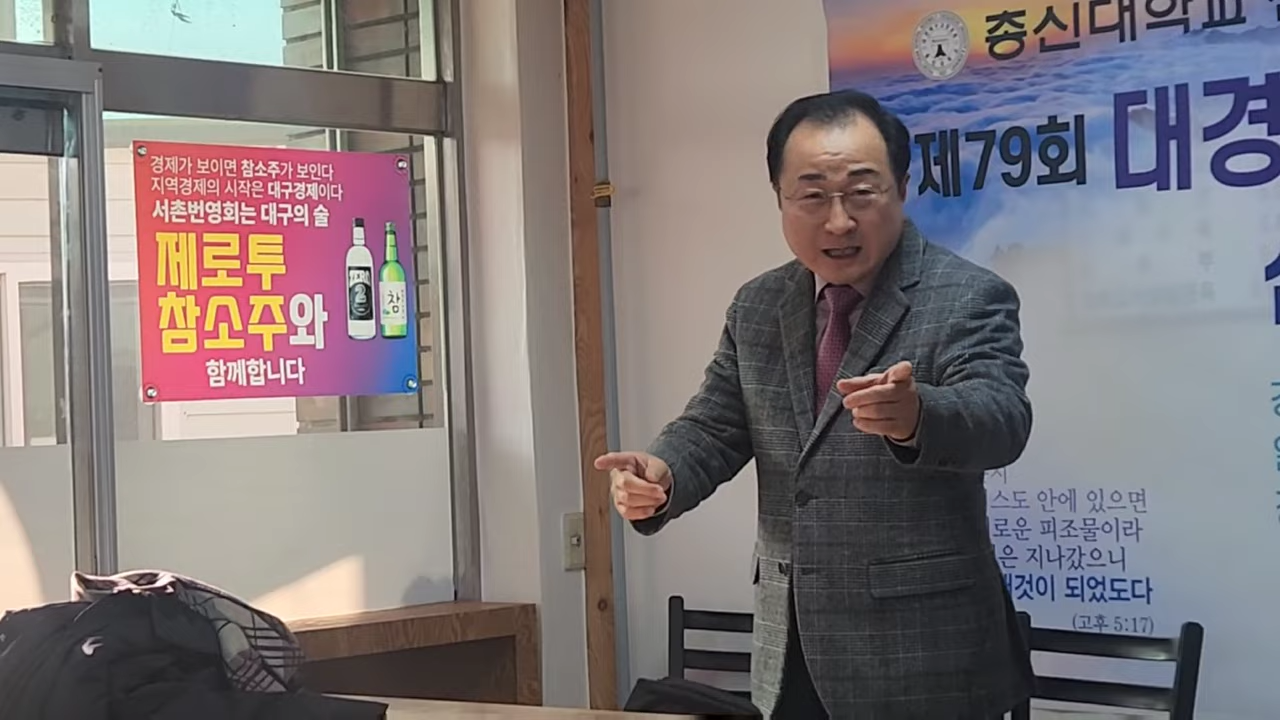 경제가 보이면 참소주가 보인다
지역경제의 시작은 대구경제이다
서촌번영회는 대구의 술
제로투
참소주와
함께합니다
2
참
총신대학교
제79회 대경
스도 안에 있으면
로운 피조물이라
은 지나갔으니
것이 되었도다
(고후 5:17)